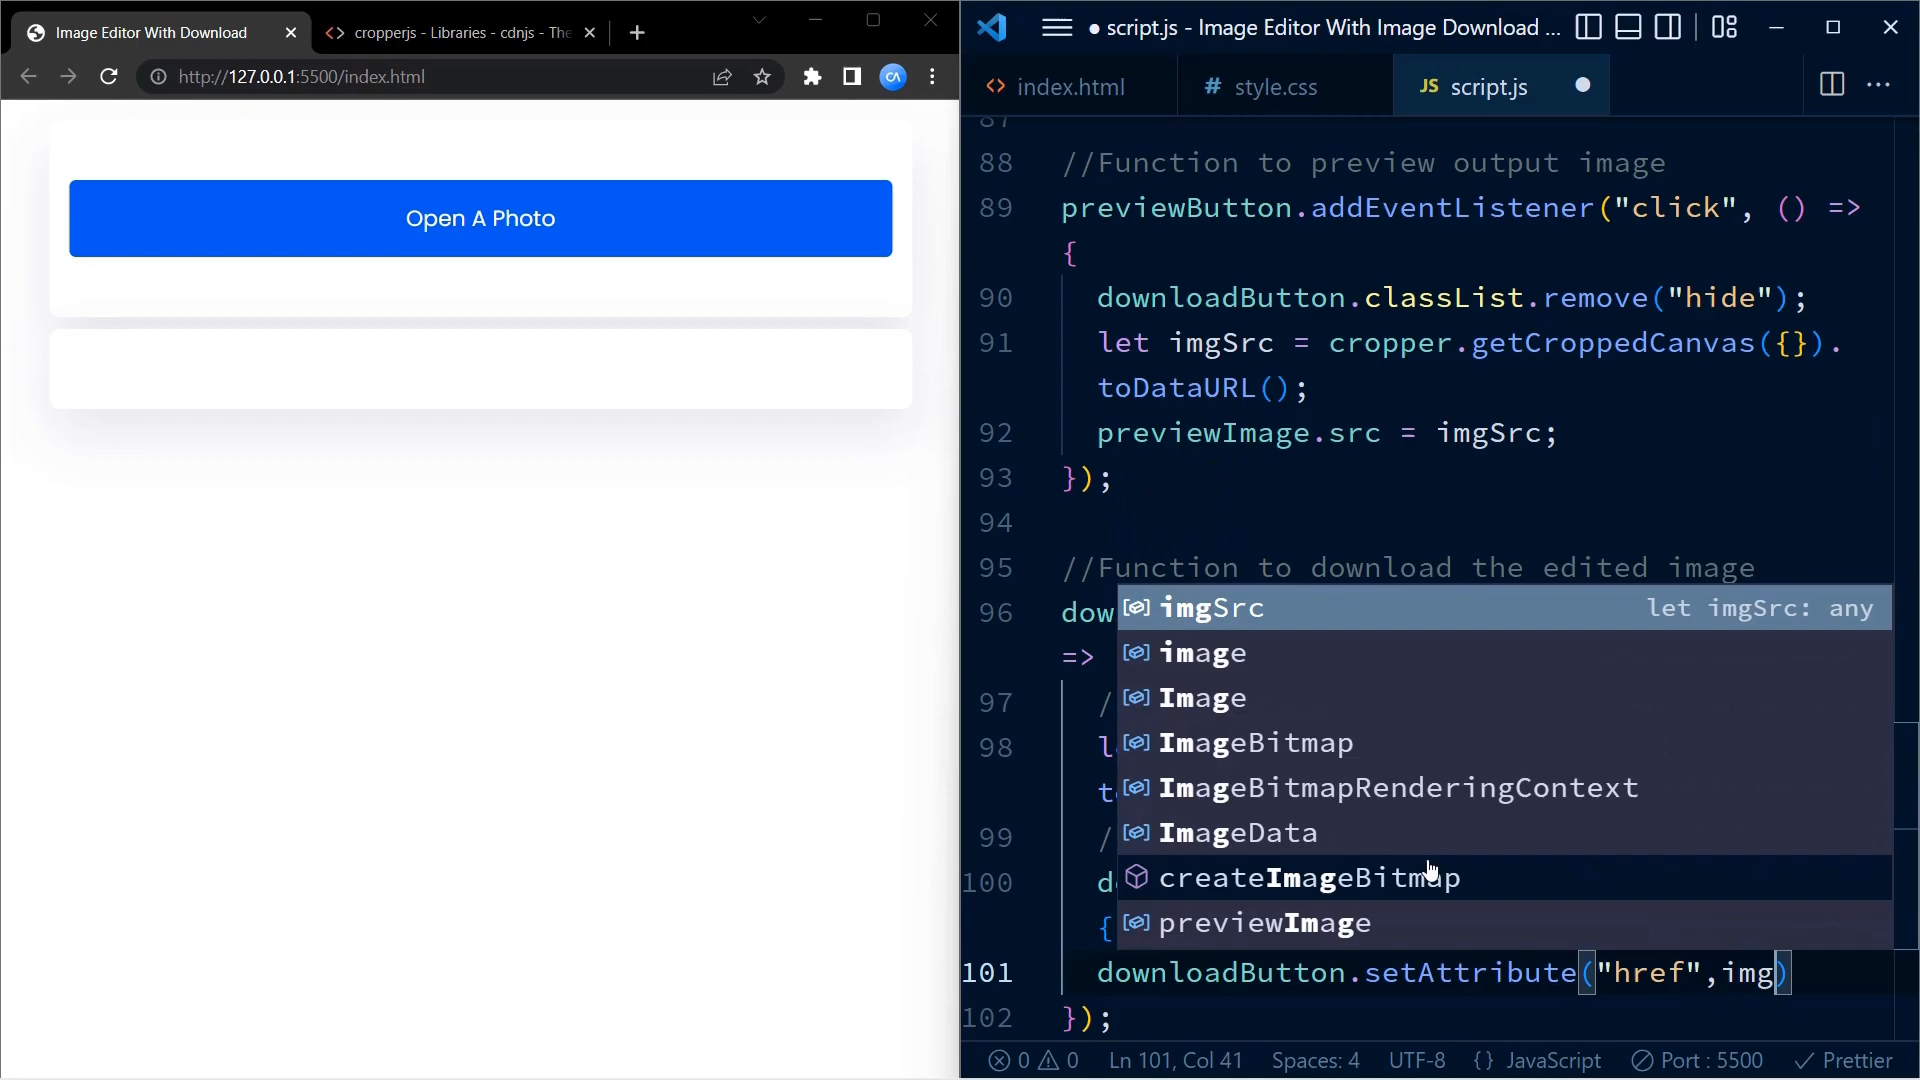 Image Editor With Download
cropperjs - Libraries - cdnjs - The
http://127.0.0.1:5500/index.html
CA
Open A Photo
● script.js - Image Editor With Image Download ...
<> index.html
# style.css
JS script.js ●
87
88 //Function to preview output image
89 previewButton.addEventListener("click", () =>
{
90 downloadButton.classList.remove("hide");
91 let imgSrc = cropper.getCroppedCanvas({}).
toDataURL();
92 previewImage.src = imgSrc;
93 });
94
95 //Function to download the edited image
96 dow
=>
97 /
98 l
t
99 /
100 d
{
imgSrc let imgSrc: any
image
Image
ImageBitmap
ImageBitmapRenderingContext
ImageData
createImageBitmap
previewImage
101 downloadButton.setAttribute("href",img)
102 });
0 0 Ln 101, Col 41 Spaces: 4 UTF-8 {} JavaScript Port : 5500 Prettier